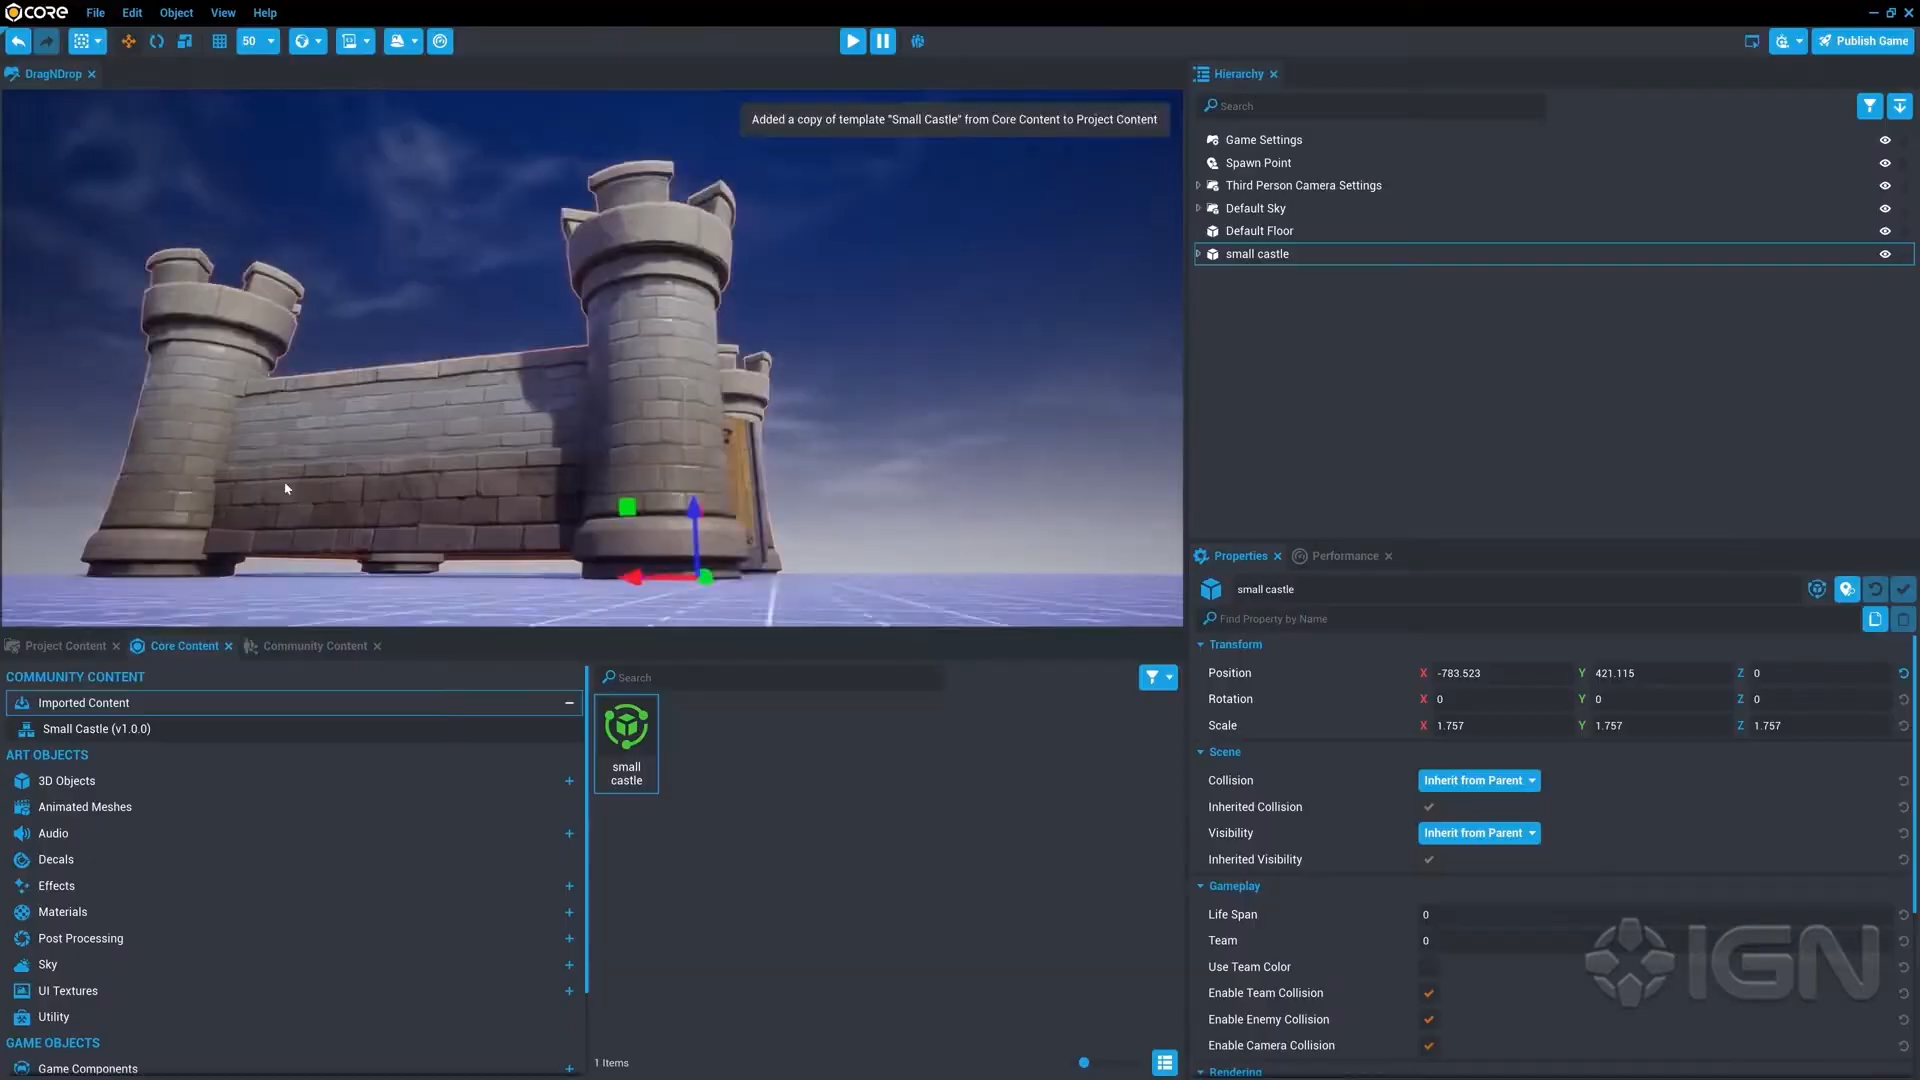 CORE
File
Edit
Object
View
Help
50
Publish Game
DragNDrop
Added a copy of template "Small Castle" from Core Content to Project Content
Hierarchy
Search
Game Settings
Spawn Point
Third Person Camera Settings
Default Sky
Default Floor
small castle
Properties
Performance
small castle
Find Property by Name
Transform
Position X -783.523 Y 421.115 Z 0
Rotation X 0 Y 0 Z 0
Scale X 1.757 Y 1.757 Z 1.757
Scene
Collision Inherit from Parent
Inherited Collision
Visibility Inherit from Parent
Inherited Visibility
Gameplay
Life Span 0
Team 0
Use Team Color
Enable Team Collision
Enable Enemy Collision
Enable Camera Collision
Rendering
IGN
Project Content
Core Content
Community Content
COMMUNITY CONTENT
Imported Content
Small Castle (v1.0.0)
ART OBJECTS
3D Objects
Animated Meshes
Audio
Decals
Effects
Materials
Post Processing
Sky
UI Textures
Utility
GAME OBJECTS
Game Components
Search
small
castle
1 Items